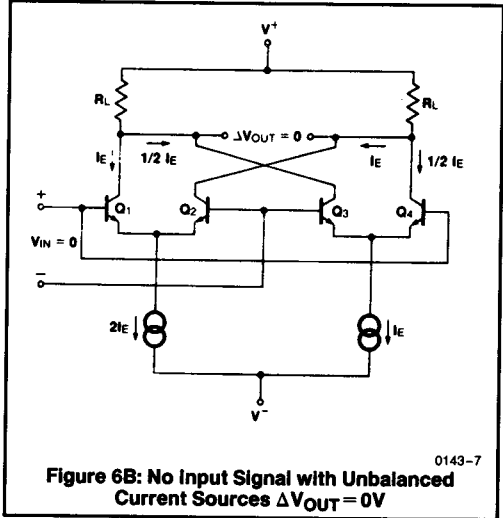 V+
RL
RL
ΔVOUT = 0
IE
1/2 IE
IE
1/2 IE
+
Q1
Q2
Q3
Q4
VIN = 0
−
2IE
IE
V−
0143-7
Figure 6B: No Input Signal with Unbalanced
Current Sources ΔVOUT = 0V